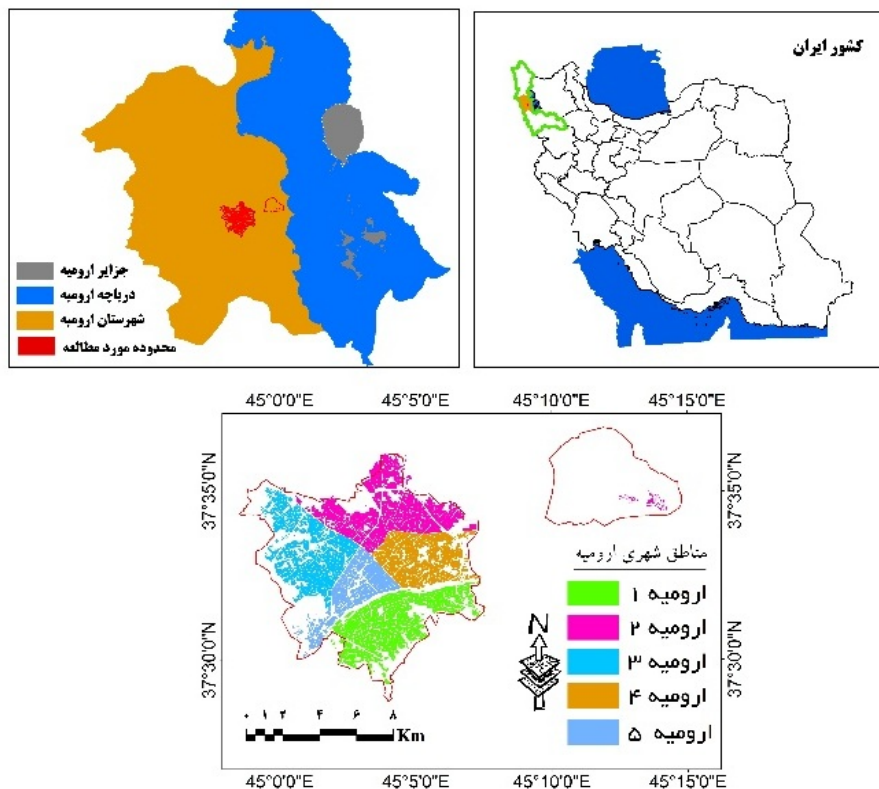 کشور ایران
جزایر ارومیه
دریاچه ارومیه
شهرستان ارومیه
محدوده مورد مطالعه
45°0'0"E 45°5'0"E 45°10'0"E 45°15'0"E
37°35'0"N
37°30'0"N
37°35'0"N
37°30'0"N
مناطق شهری ارومیه
ارومیه ۱
ارومیه ۲
ارومیه ۳
ارومیه ۴
ارومیه ۵
N
۰ ۱ ۲ ۴ ۶ ۸
Km
45°0'0"E 45°5'0"E 45°10'0"E 45°15'0"E